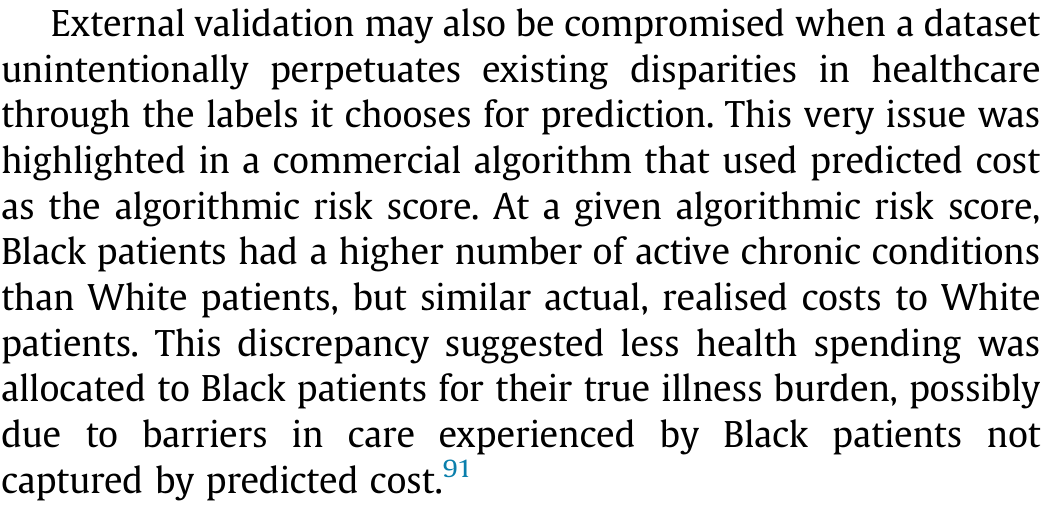 External validation may also be compromised when a dataset
unintentionally perpetuates existing disparities in healthcare
through the labels it chooses for prediction. This very issue was
highlighted in a commercial algorithm that used predicted cost
as the algorithmic risk score. At a given algorithmic risk score,
Black patients had a higher number of active chronic conditions
than White patients, but similar actual, realised costs to White
patients. This discrepancy suggested less health spending was
allocated to Black patients for their true illness burden, possibly
due to barriers in care experienced by Black patients not
captured by predicted cost.91